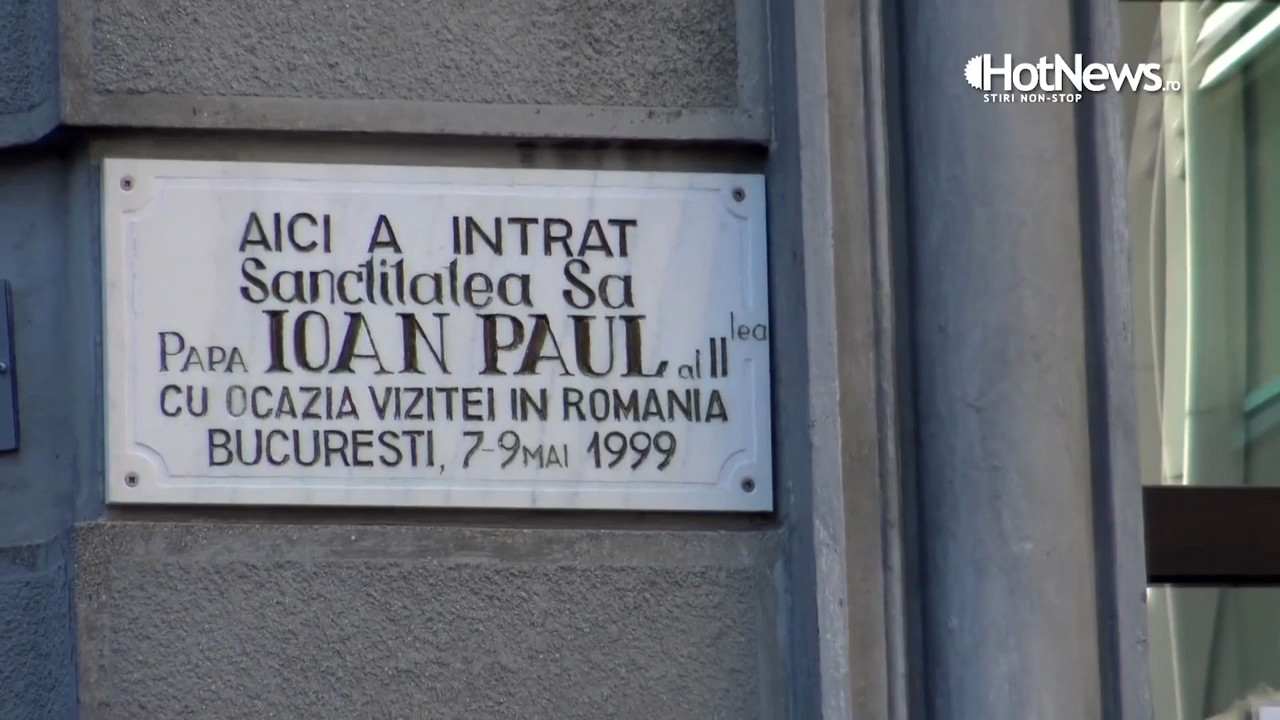 HotNews.ro
STIRI NON-STOP
AICI A INTRAT
Sanctitatea Sa
PAPA IOAN PAUL al II lea
CU OCAZIA VIZITEI IN ROMANIA
BUCURESTI, 7-9 MAI 1999